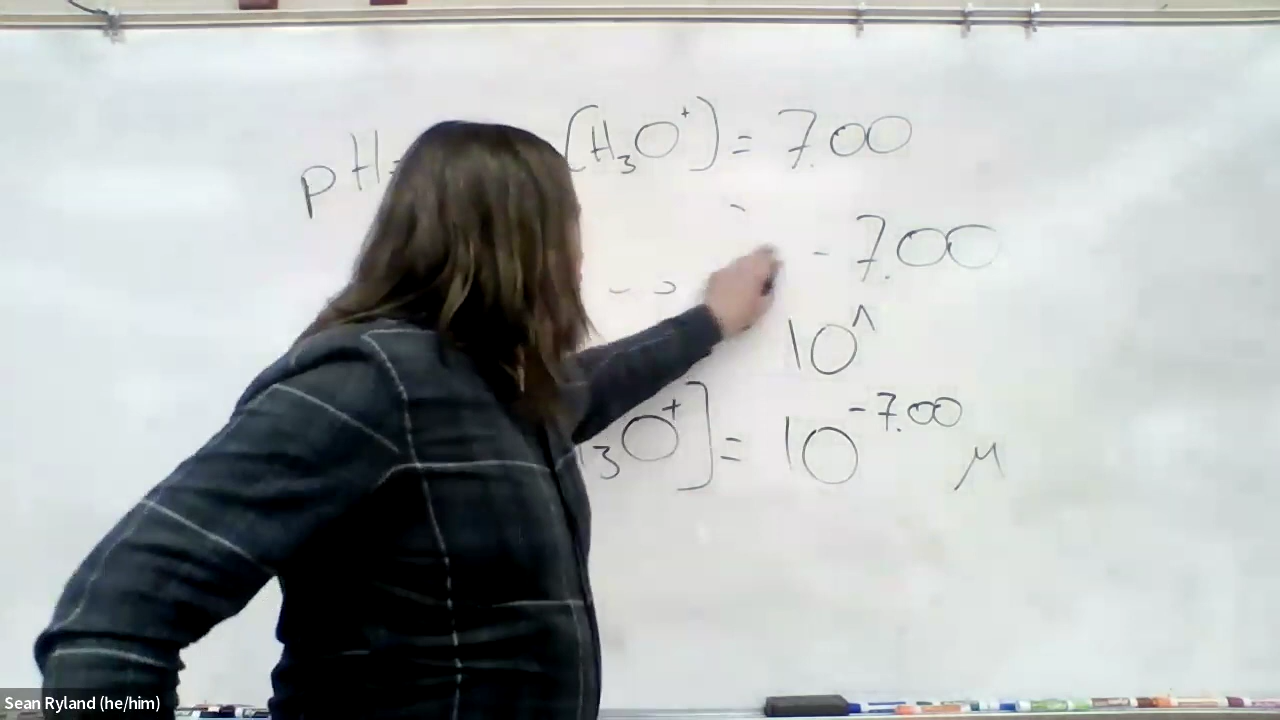 pH= [H₃O⁺] = 7.00
- 7.00
10^
₃O⁺] = 10⁻⁷·⁰⁰ M
Sean Ryland (he/him)